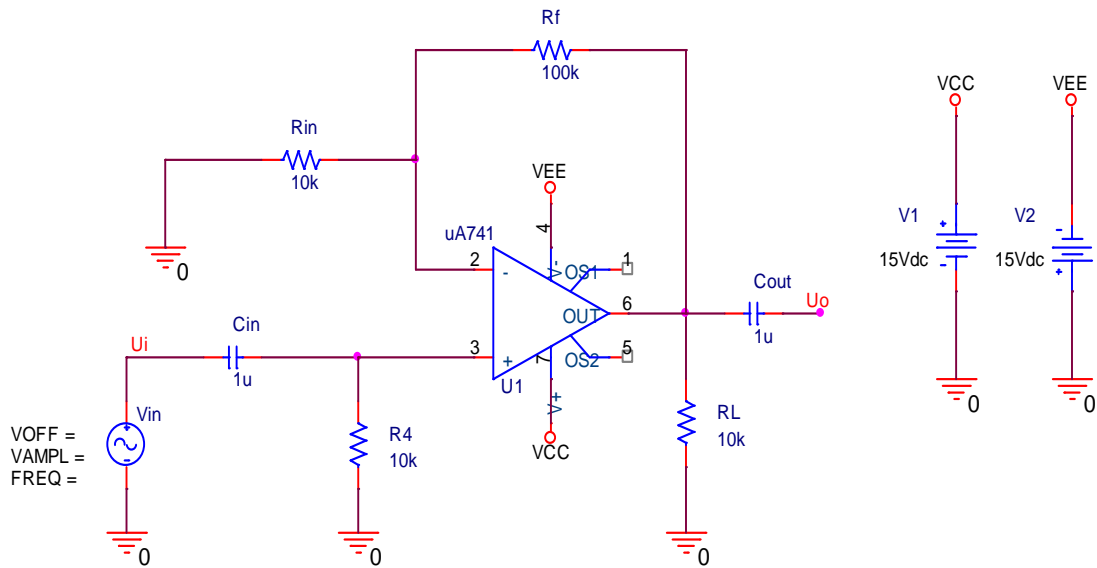 Rf
100k
VCC
VEE
Rin
10k
VEE
4
V-
uA741
2
-
OS1
1
V1
+
15Vdc
-
V2
-
15Vdc
+
0
OUT
6
Cout
1u
Uo
Ui
Cin
1u
3
+
7
OS2
5
U1
V+
VCC
Vin
+
-
VOFF =
VAMPL =
FREQ =
R4
10k
RL
10k
0
0
0
0
0